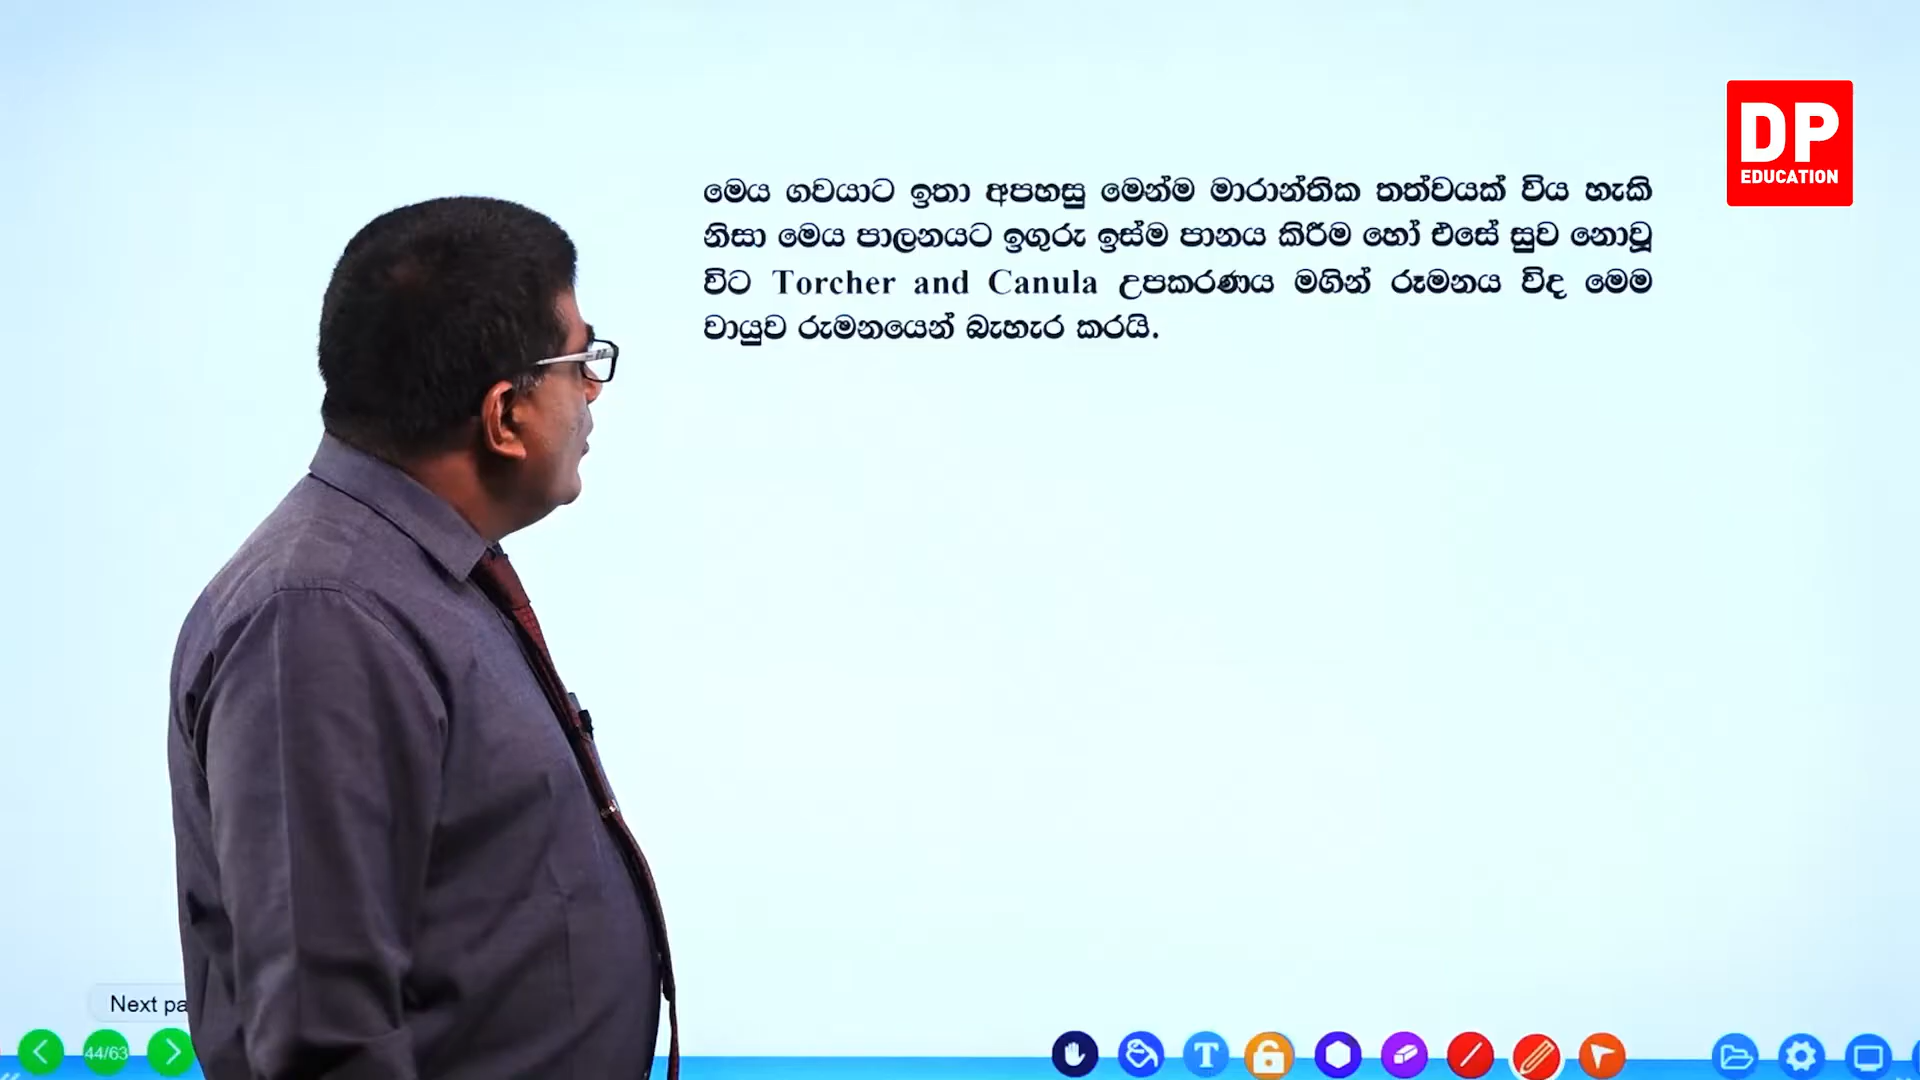 DP
EDUCATION
මෙය ගවයාට ඉතා අපහසු මෙන්ම මාරාන්තික තත්වයක් විය හැකි
නිසා මෙය පාලනයට ඉගුරු ඉස්ම පානය කිරීම හෝ එසේ සුව නොවූ
විට Torcher and Canula උපකරණය මගින් රුමනය විද මෙම
වායුව රුමනයෙන් බැහැර කරයි.
Next pa
44/63
T